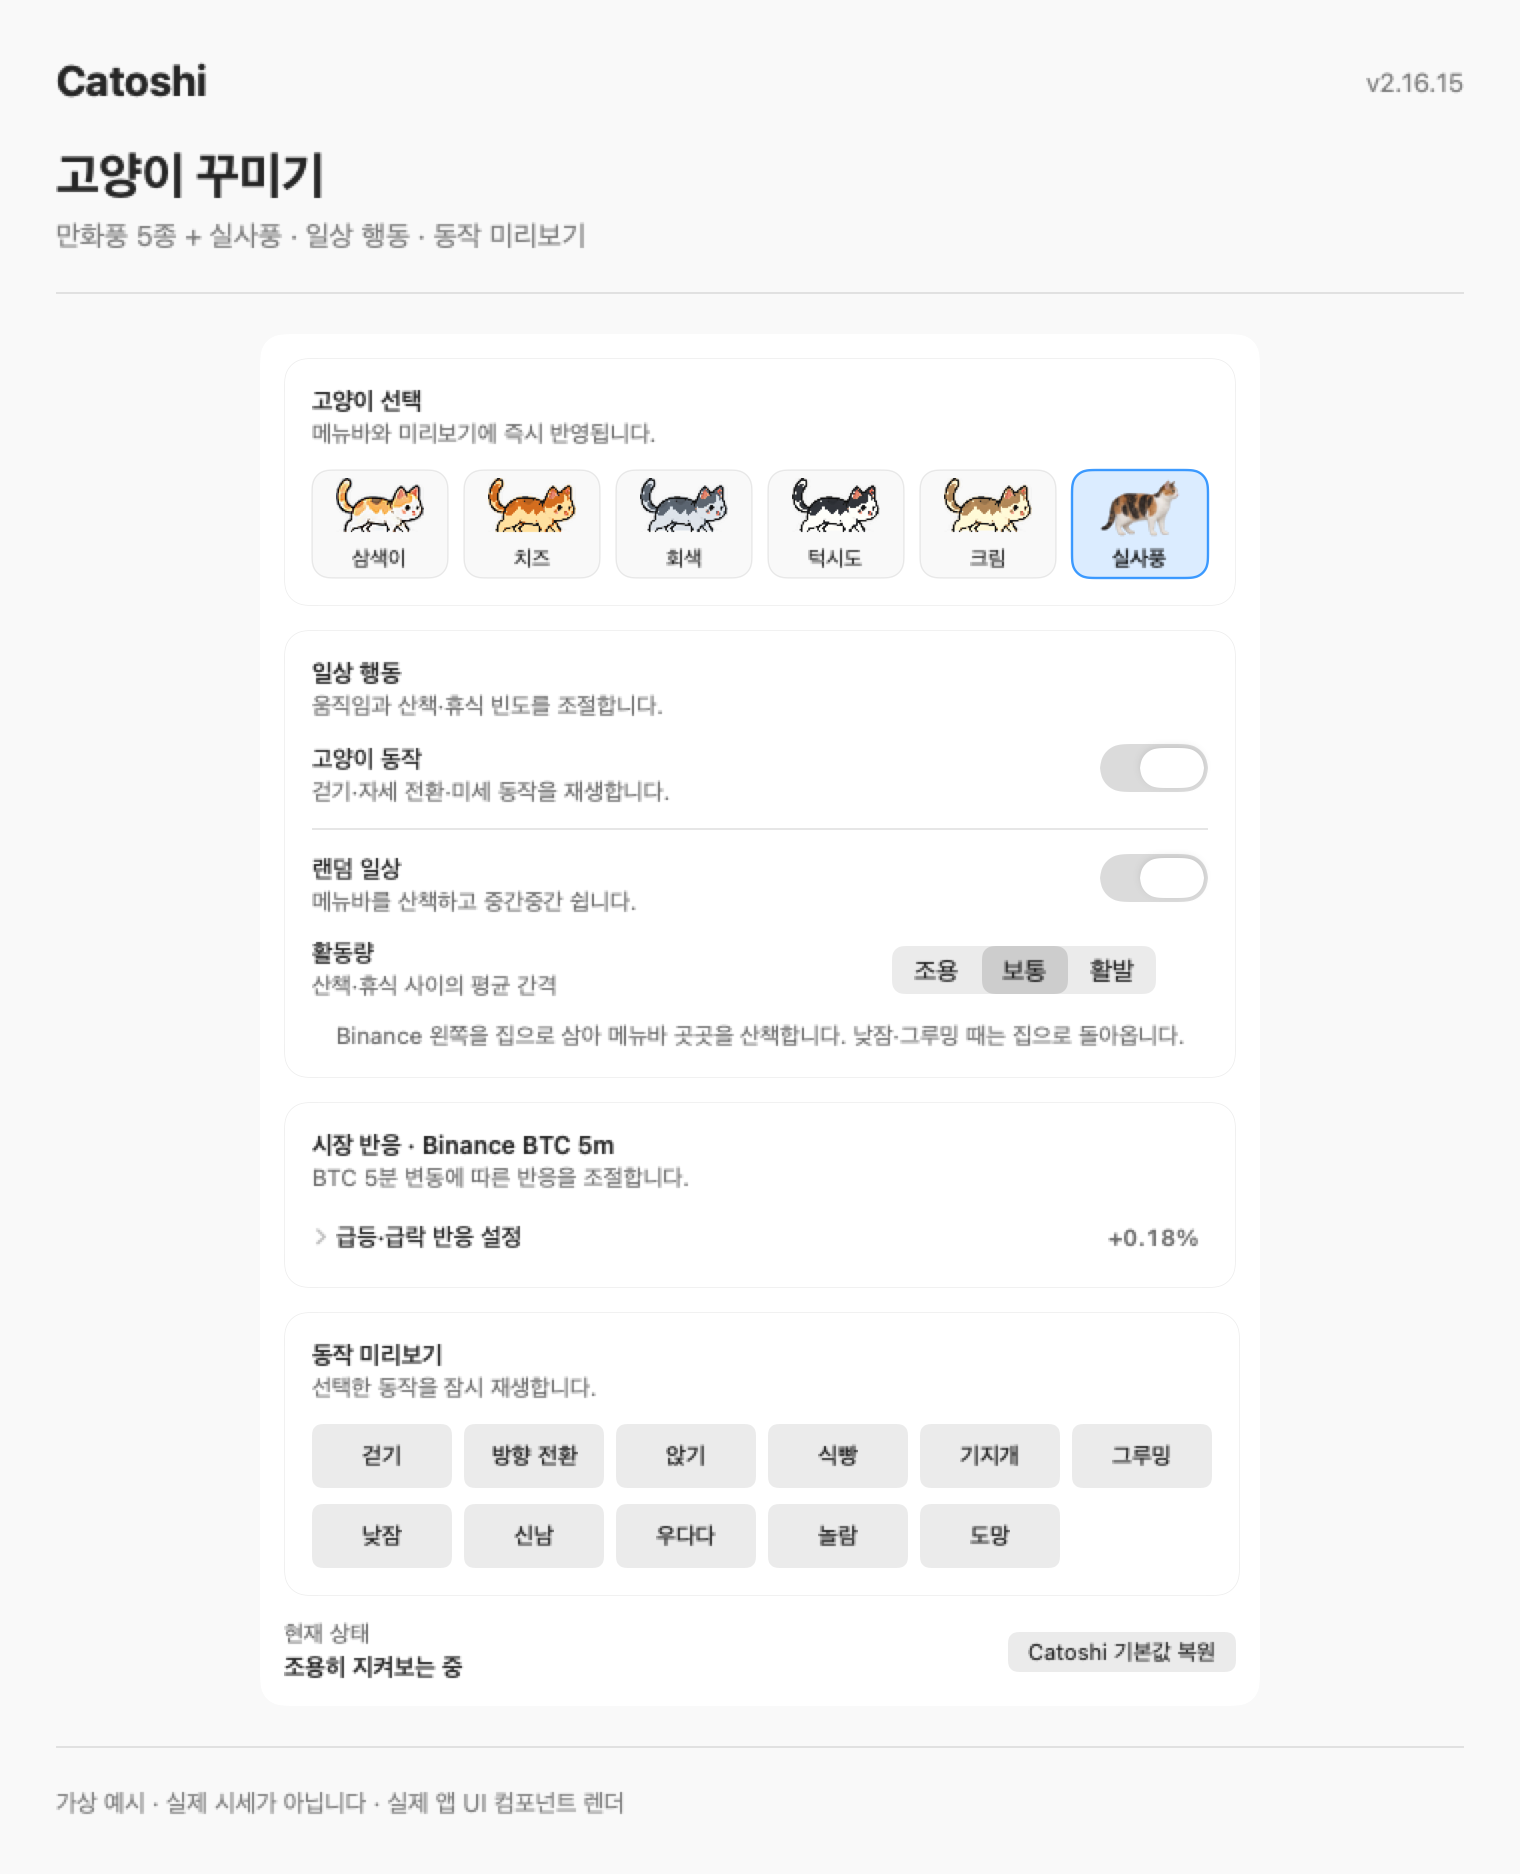 Catoshi
v2.16.15
고양이 꾸미기
만화풍 5종 + 실사풍 · 일상 행동 · 동작 미리보기
고양이 선택
메뉴바와 미리보기에 즉시 반영됩니다.
삼색이
치즈
회색
턱시도
크림
실사풍
일상 행동
움직임과 산책·휴식 빈도를 조절합니다.
고양이 동작
걷기·자세 전환·미세 동작을 재생합니다.
랜덤 일상
메뉴바를 산책하고 중간중간 쉽니다.
활동량
산책·휴식 사이의 평균 간격
조용
보통
활발
Binance 왼쪽을 집으로 삼아 메뉴바 곳곳을 산책합니다. 낮잠·그루밍 때는 집으로 돌아옵니다.
시장 반응 · Binance BTC 5m
BTC 5분 변동에 따른 반응을 조절합니다.
급등·급락 반응 설정
+0.18%
동작 미리보기
선택한 동작을 잠시 재생합니다.
걷기
방향 전환
앉기
식빵
기지개
그루밍
낮잠
신남
우다다
놀람
도망
현재 상태
조용히 지켜보는 중
Catoshi 기본값 복원
가상 예시 · 실제 시세가 아닙니다 · 실제 앱 UI 컴포넌트 렌더